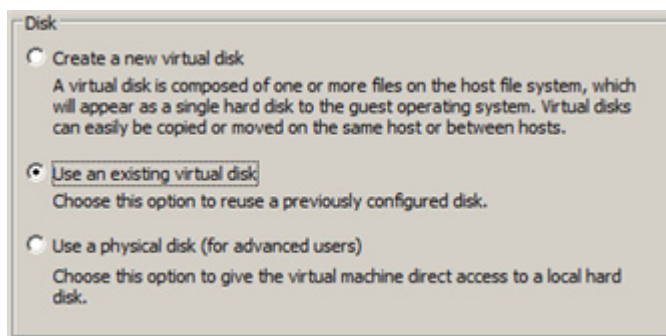 Disk
Create a new virtual disk
A virtual disk is composed of one or more files on the host file system, which
will appear as a single hard disk to the guest operating system. Virtual disks
can easily be copied or moved on the same host or between hosts.
Use an existing virtual disk
Choose this option to reuse a previously configured disk.
Use a physical disk (for advanced users)
Choose this option to give the virtual machine direct access to a local hard
disk.